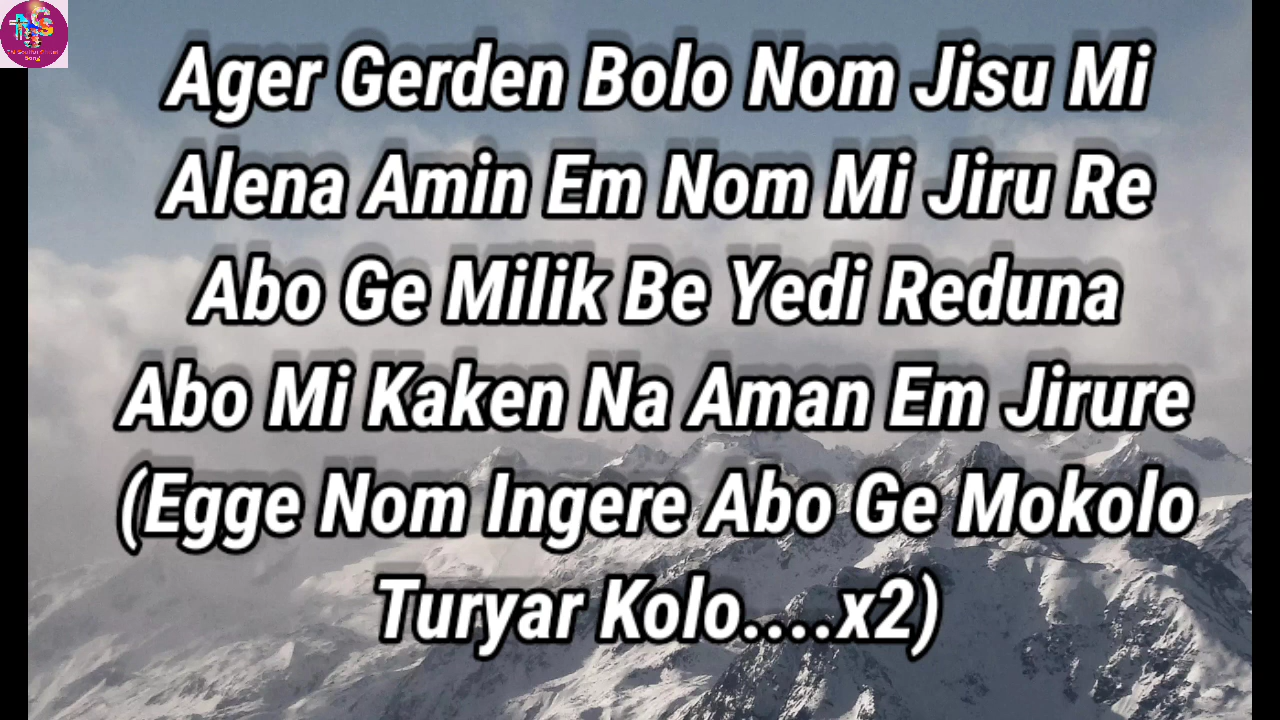 Ager Gerden Bolo Nom Jisu Mi
Alena Amin Em Nom Mi Jiru Re
Abo Ge Milik Be Yedi Reduna
Abo Mi Kaken Na Aman Em Jirure
(Egge Nom Ingere Abo Ge Mokolo
Turyar Kolo....x2)